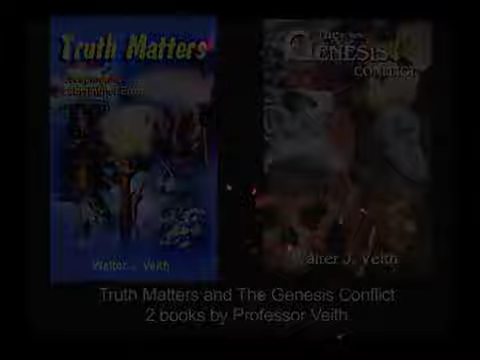 Truth Matters
Walter J. Veith
THE
GENESIS
CONFLICT
Walter J. Veith
Truth Matters and The Genesis Conflict
2 books by Professor Veith